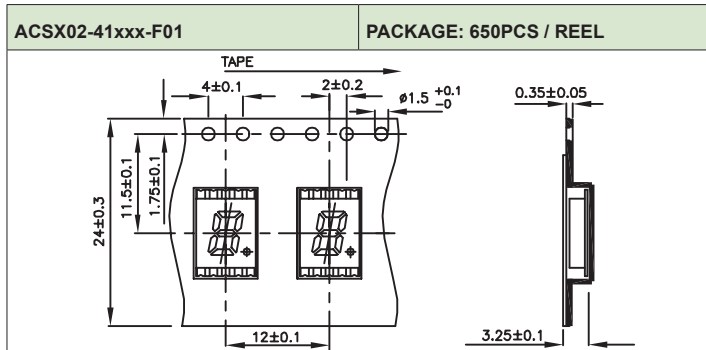 ACSX02-41xxx-F01
PACKAGE: 650PCS / REEL
TAPE
4±0.1
2±0.2
ø1.5 +0.1 -0
0.35±0.05
24±0.3
11.5±0.1
1.75±0.1
12±0.1
3.25±0.1